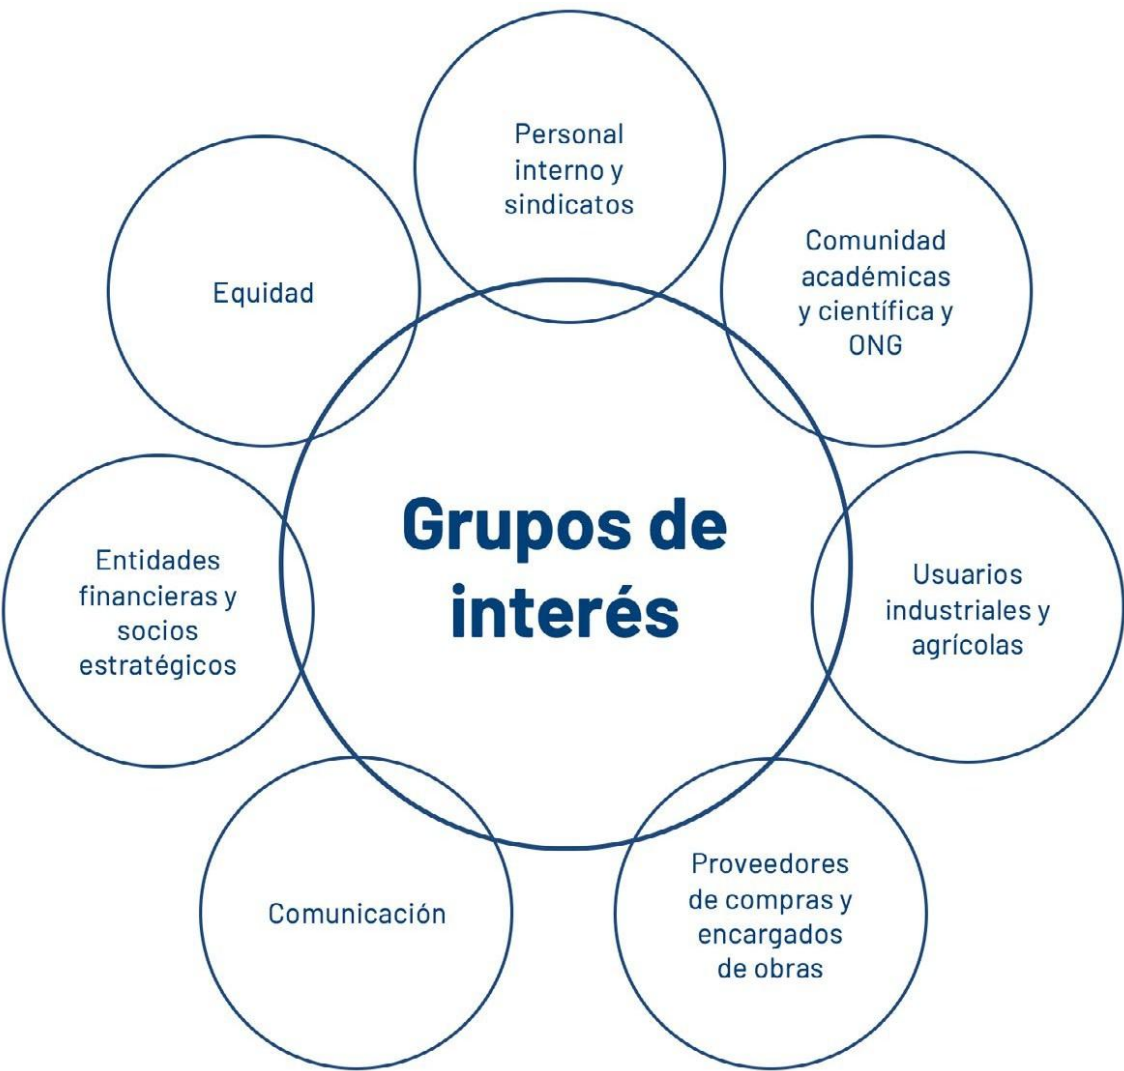 Personal
interno y
sindicatos
Comunidad
académicas
y científica y
ONG
Equidad
Grupos de
interés
Entidades
financieras y
socios
estratégicos
Usuarios
industriales y
agrícolas
Comunicación
Proveedores
de compras y
encargados
de obras